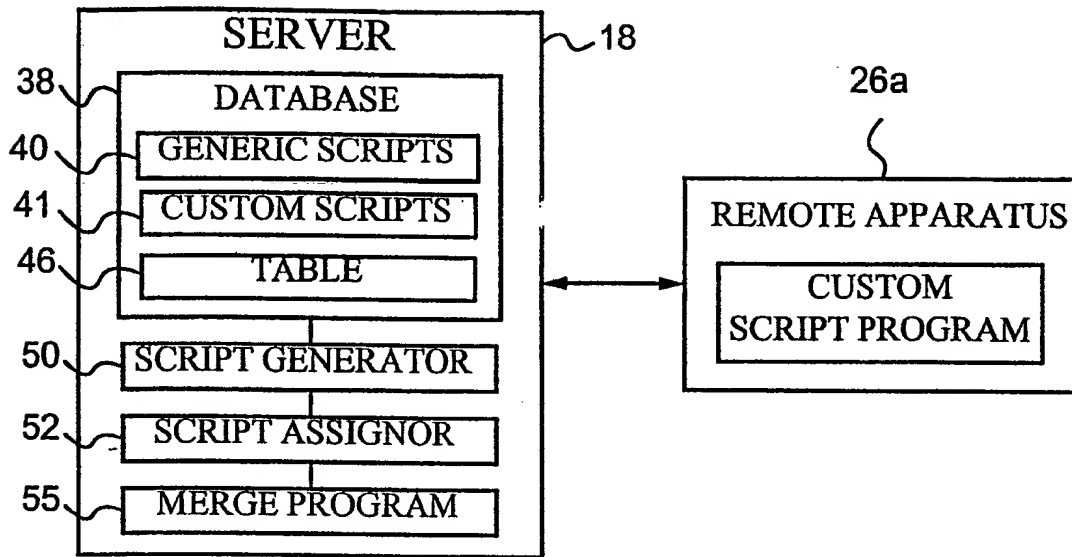 SERVER
18
38
DATABASE
40
GENERIC SCRIPTS
41
CUSTOM SCRIPTS
46
TABLE
50
SCRIPT GENERATOR
52
SCRIPT ASSIGNOR
55
MERGE PROGRAM
26a
REMOTE APPARATUS
CUSTOM
SCRIPT PROGRAM